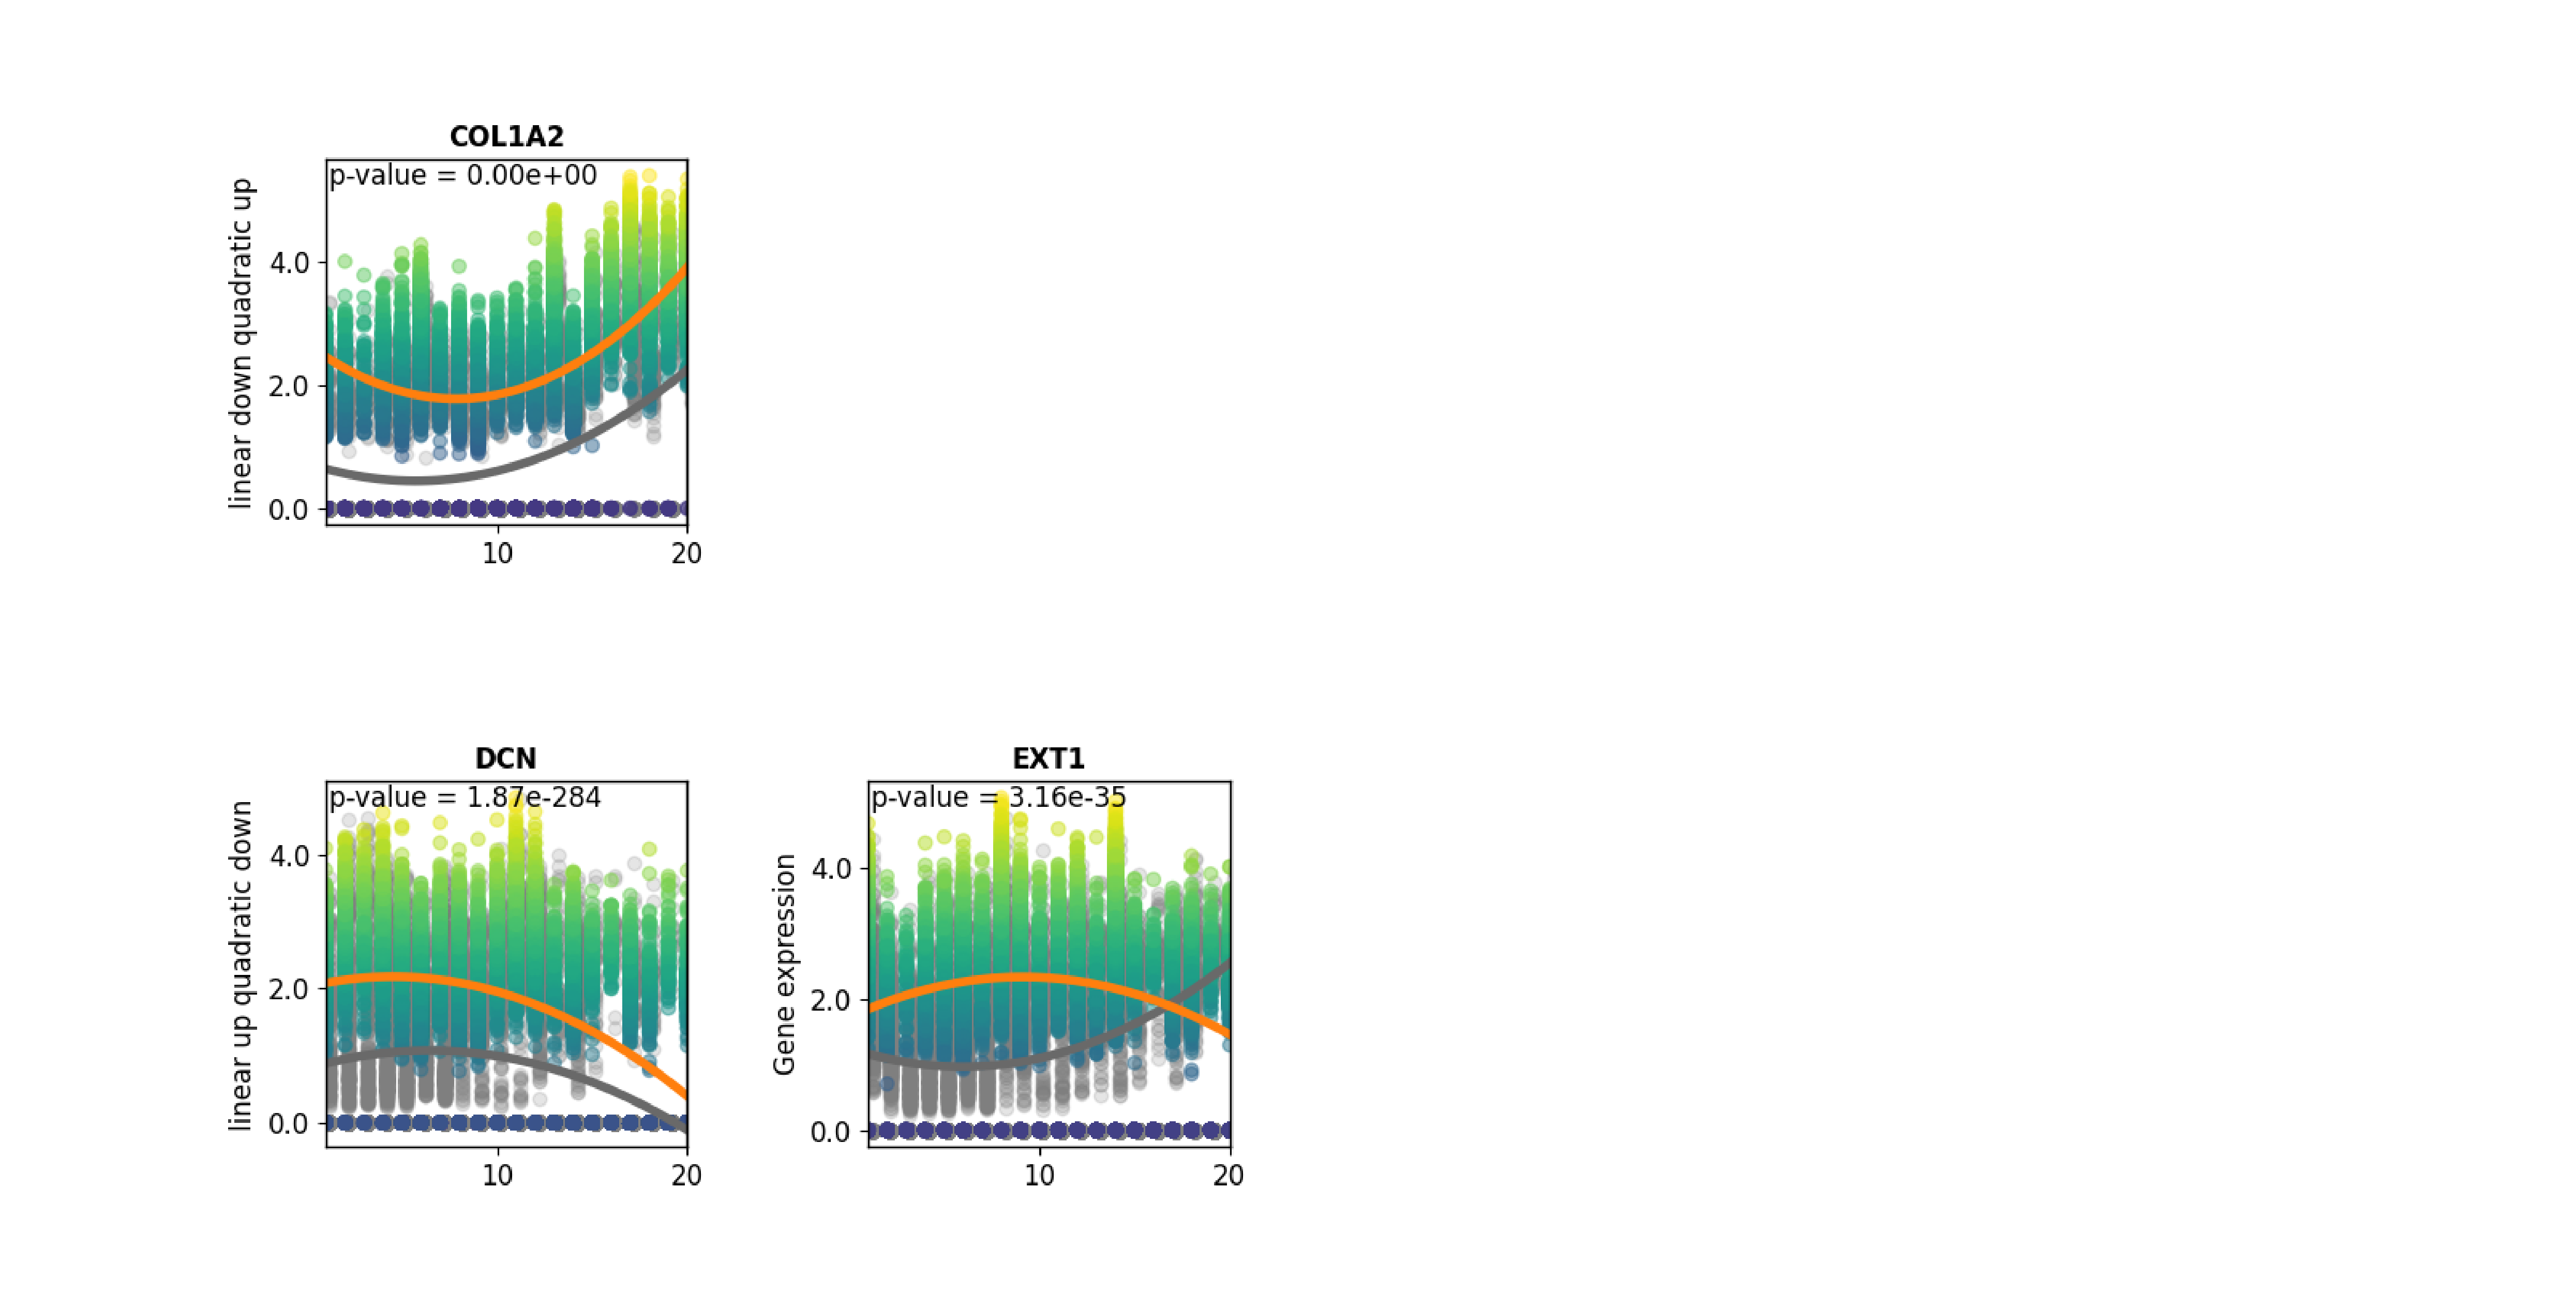 COL1A2
p-value = 0.00e+00
linear down quadratic up
4.0
2.0
0.0
10 20
DCN
p-value = 1.87e-284
linear up quadratic down
4.0
2.0
0.0
10 20
EXT1
p-value = 3.16e-35
Gene expression
4.0
2.0
0.0
10 20